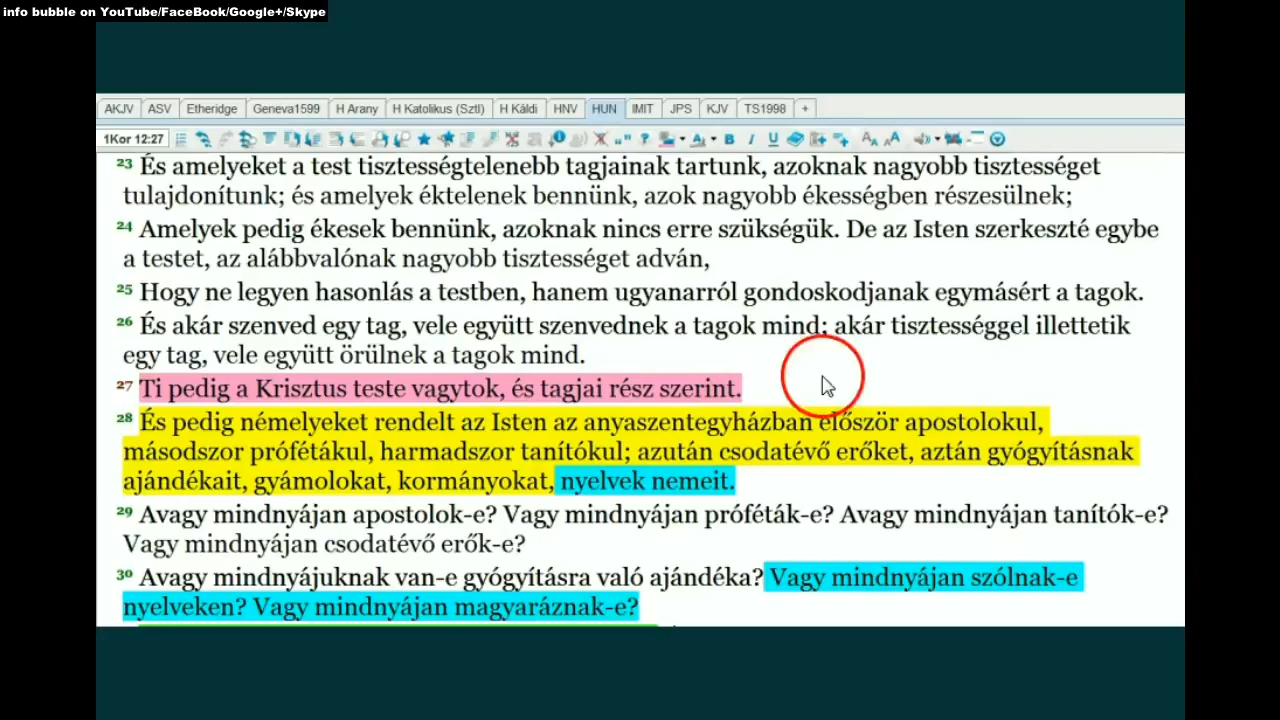 info bubble on YouTube/FaceBook/Google+/Skype
AKJV ASV Etheridge Geneva1599 H Arany H Katolikus (Sztl) H Káldi HNV HUN IMIT JPS KJV TS1998 +
1Kor 12:27
23 És amelyeket a test tisztességtelenebb tagjainak tartunk, azoknak nagyobb tisztességet
tulajdonítunk; és amelyek éktelenek bennünk, azok nagyobb ékességben részesülnek;
24 Amelyek pedig ékesek bennünk, azoknak nincs erre szükségük. De az Isten szerkeszté egybe
a testet, az alábbvalónak nagyobb tisztességet adván,
25 Hogy ne legyen hasonlás a testben, hanem ugyanarról gondoskodjanak egymásért a tagok.
26 És akár szenved egy tag, vele együtt szenvednek a tagok mind; akár tisztességgel illettetik
egy tag, vele együtt örülnek a tagok mind.
27 Ti pedig a Krisztus teste vagytok, és tagjai rész szerint.
28 És pedig némelyeket rendelt az Isten az anyaszentegyházban először apostolokul,
másodszor prófétákul, harmadszor tanítókul; azután csodatévő erőket, aztán gyógyításnak
ajándékait, gyámolokat, kormányokat, nyelvek nemeit.
29 Avagy mindnyájan apostolok-e? Vagy mindnyájan próféták-e? Avagy mindnyájan tanítók-e?
Vagy mindnyájan csodatévő erők-e?
30 Avagy mindnyájuknak van-e gyógyításra való ajándéka? Vagy mindnyájan szólnak-e
nyelveken? Vagy mindnyájan magyaráznak-e?